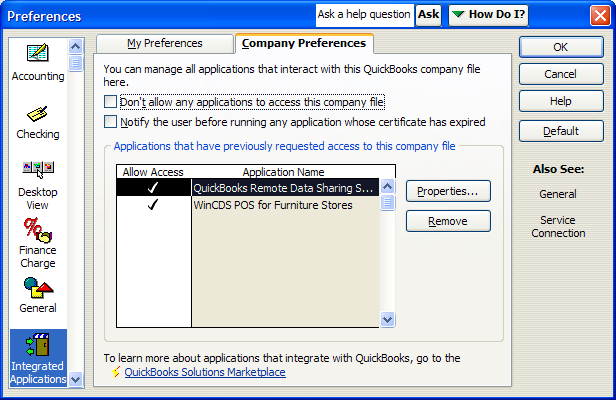 Preferences
Ask a help question
Ask
How Do I?
Accounting
Checking
Desktop
View
Finance
Charge
General
Integrated
Applications
My Preferences
Company Preferences
You can manage all applications that interact with this QuickBooks company file
here.
Don't allow any applications to access this company file
Notify the user before running any application whose certificate has expired
Applications that have previously requested access to this company file
Allow Access
Application Name
QuickBooks Remote Data Sharing S...
WinCDS POS for Furniture Stores
Properties...
Remove
To learn more about applications that integrate with QuickBooks, go to the
QuickBooks Solutions Marketplace
OK
Cancel
Help
Default
Also See:
General
Service
Connection